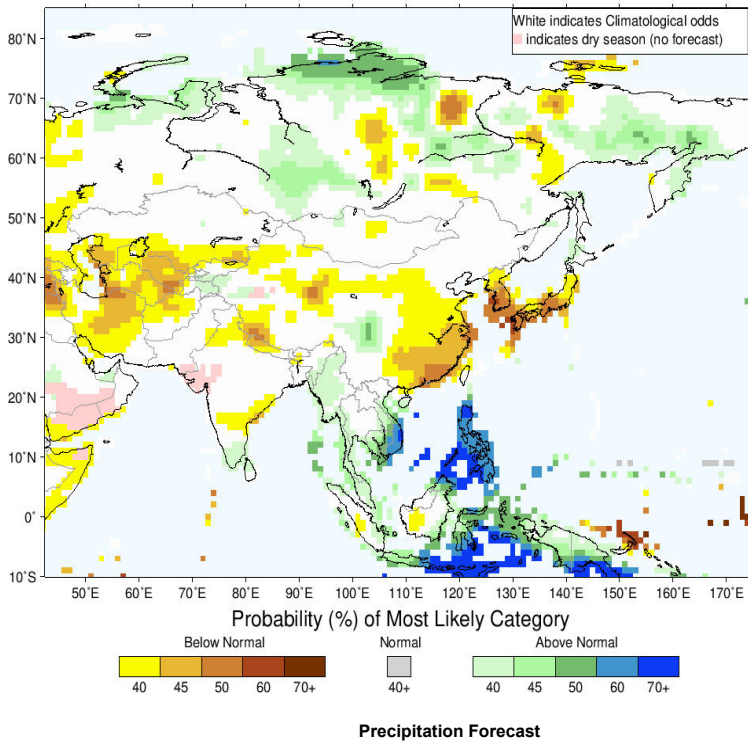 White indicates Climatological odds
indicates dry season (no forecast)
80˚N
70˚N
60˚N
50˚N
40˚N
30˚N
20˚N
10˚N
0˚
10˚S
50˚E 60˚E 70˚E 80˚E 90˚E 100˚E 110˚E 120˚E 130˚E 140˚E 150˚E 160˚E 170˚E
Probability (%) of Most Likely Category
Below Normal Normal Above Normal
40 45 50 60 70+ 40+ 40 45 50 60 70+
Precipitation Forecast